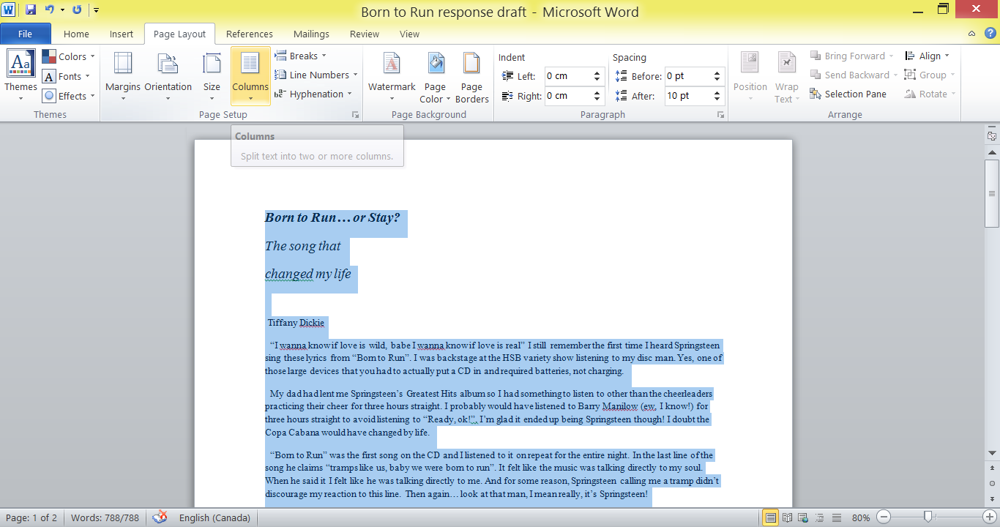 Born to Run response draft - Microsoft Word
File Home Insert Page Layout References Mailings Review View
Themes Colors Fonts Effects
Margins Orientation Size Columns
Breaks
Line Numbers
Hyphenation
Watermark Page Color Page Borders
Indent Spacing
Left: 0 cm Before: 0 pt
Right: 0 cm After: 10 pt
Position Wrap Text
Bring Forward Align
Send Backward Group
Selection Pane Rotate
Themes Page Setup Page Background Paragraph Arrange
Columns
Split text into two or more columns.
Born to Run…or Stay?
The song that
changed my life
Tiffany Dickie
“I wanna know if love is wild, babe I wanna know if love is real” I still remember the first time I heard Springsteen
sing these lyrics from “Born to Run”. I was backstage at the HSB variety show listening to my disc man. Yes, one of
those large devices that you had to actually put a CD in and required batteries, not charging.
My dad had lent me Springsteen’s Greatest Hits album so I had something to listen to other than the cheerleaders
practicing their cheer for three hours straight. I probably would have listened to Barry Manilow (ew, I know!) for
three hours straight to avoid listening to “Ready, ok!”. I’m glad it ended up being Springsteen though! I doubt the
Copa Cabana would have changed by life.
“Born to Run” was the first song on the CD and I listened to it on repeat for the entire night. In the last line of the
song he claims “tramps like us, baby we were born to run”. It felt like the music was talking directly to my soul.
When he said it I felt like he was talking directly to me. And for some reason, Springsteen calling me a tramp didn’t
discourage my reaction to this line. Then again… look at that man, I mean really, it’s Springsteen!
Page: 1 of 2 Words: 788/788 English (Canada) 80%